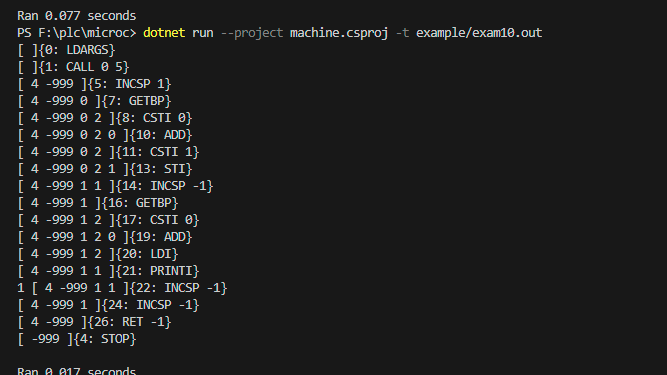 Ran 0.077 seconds
PS F:\plc\microc> dotnet run --project machine.csproj -t example/exam10.out
[ ]{0: LDARGS}
[ ]{1: CALL 0 5}
[ 4 -999 ]{5: INCSP 1}
[ 4 -999 0 ]{7: GETBP}
[ 4 -999 0 2 ]{8: CSTI 0}
[ 4 -999 0 2 0 ]{10: ADD}
[ 4 -999 0 2 ]{11: CSTI 1}
[ 4 -999 0 2 1 ]{13: STI}
[ 4 -999 1 1 ]{14: INCSP -1}
[ 4 -999 1 ]{16: GETBP}
[ 4 -999 1 2 ]{17: CSTI 0}
[ 4 -999 1 2 0 ]{19: ADD}
[ 4 -999 1 2 ]{20: LDI}
[ 4 -999 1 1 ]{21: PRINTI}
1 [ 4 -999 1 1 ]{22: INCSP -1}
[ 4 -999 1 ]{24: INCSP -1}
[ 4 -999 ]{26: RET -1}
[ -999 ]{4: STOP}
Ran 0.017 seconds